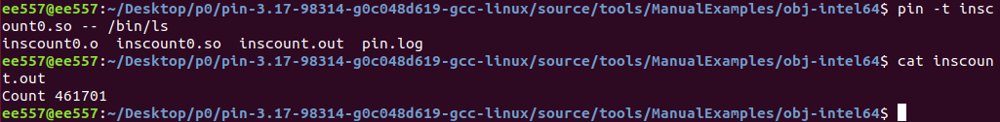 ee557@ee557:~/Desktop/p0/pin-3.17-98314-g0c048d619-gcc-linux/source/tools/ManualExamples/obj-intel64$ pin -t insc
ount0.so -- /bin/ls
inscount0.o  inscount0.so  inscount.out  pin.log
ee557@ee557:~/Desktop/p0/pin-3.17-98314-g0c048d619-gcc-linux/source/tools/ManualExamples/obj-intel64$ cat inscoun
t.out
Count 461701
ee557@ee557:~/Desktop/p0/pin-3.17-98314-g0c048d619-gcc-linux/source/tools/ManualExamples/obj-intel64$